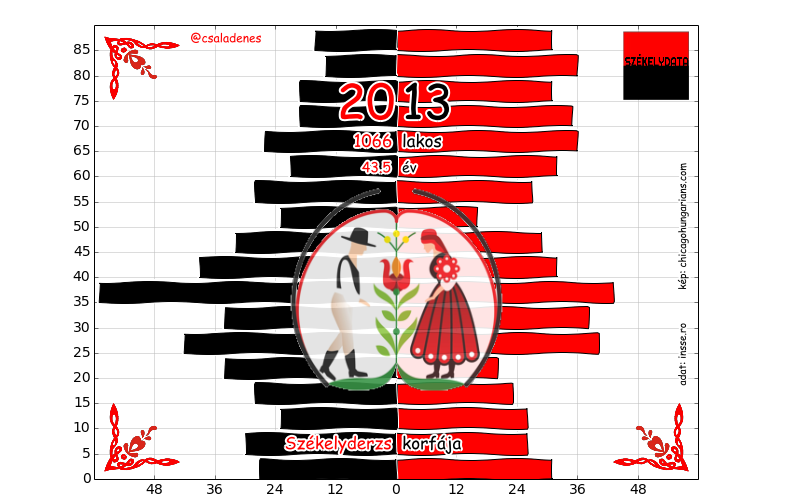 @csaladenes
SZÉKELYDATA
2013
1066 lakos
43.5 év
kép: chicagohungarians.com
adat: insse.ro
Székelyderzs korfája
85
80
75
70
65
60
55
50
45
40
35
30
25
20
15
10
5
0
48 36 24 12 0 12 24 36 48